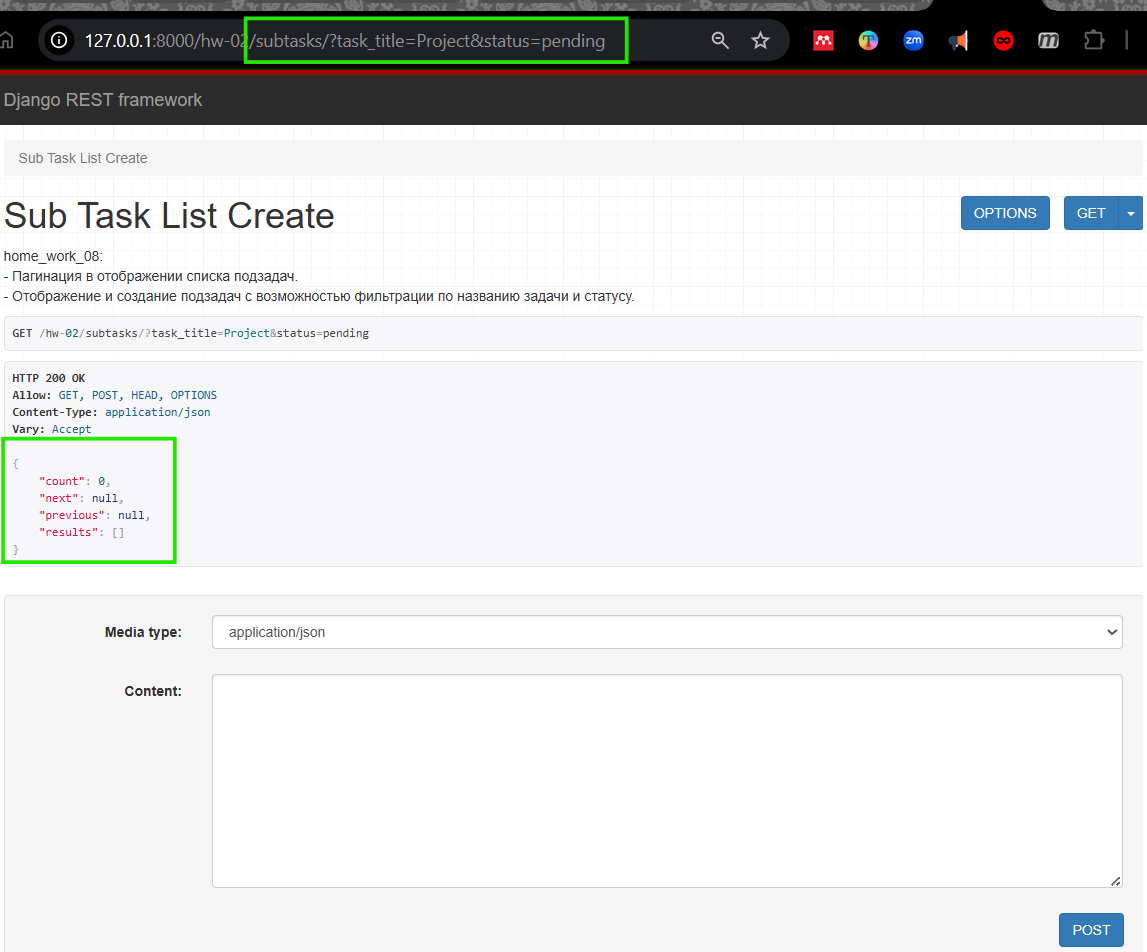 127.0.0.1:8000/hw-02/subtasks/?task_title=Project&status=pending
zm
m
Django REST framework
Sub Task List Create
Sub Task List Create
OPTIONS
GET
home_work_08:
- Пагинация в отображении списка подзадач.
- Отображение и создание подзадач с возможностью фильтрации по названию задачи и статусу.
GET /hw-02/subtasks/?task_title=Project&status=pending
HTTP 200 OK
Allow: GET, POST, HEAD, OPTIONS
Content-Type: application/json
Vary: Accept
{
"count": 0,
"next": null,
"previous": null,
"results": []
}
Media type:
application/json
Content:
POST